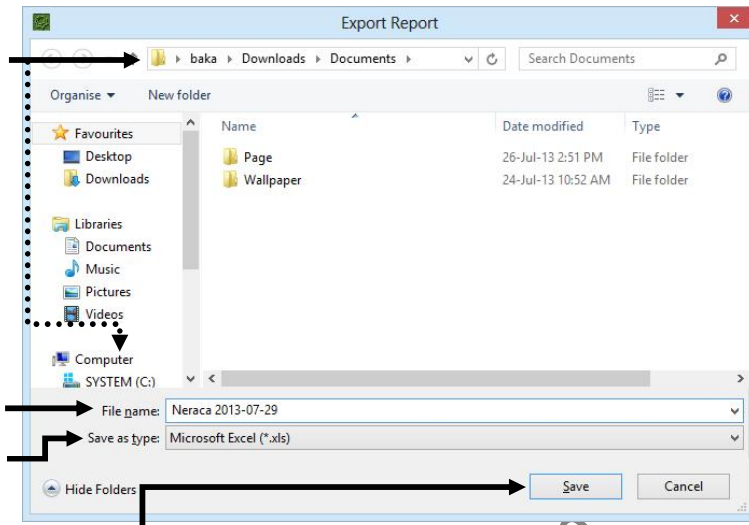 Export Report
baka Downloads Documents Search Documents
Organise New folder
Name Date modified Type
Favourites
Desktop
Downloads
Page 26-Jul-13 2:51 PM File folder
Wallpaper 24-Jul-13 10:52 AM File folder
Libraries
Documents
Music
Pictures
Videos
Computer
SYSTEM (C:)
File name: Neraca 2013-07-29
Save as type: Microsoft Excel (*.xls)
Hide Folders Save Cancel